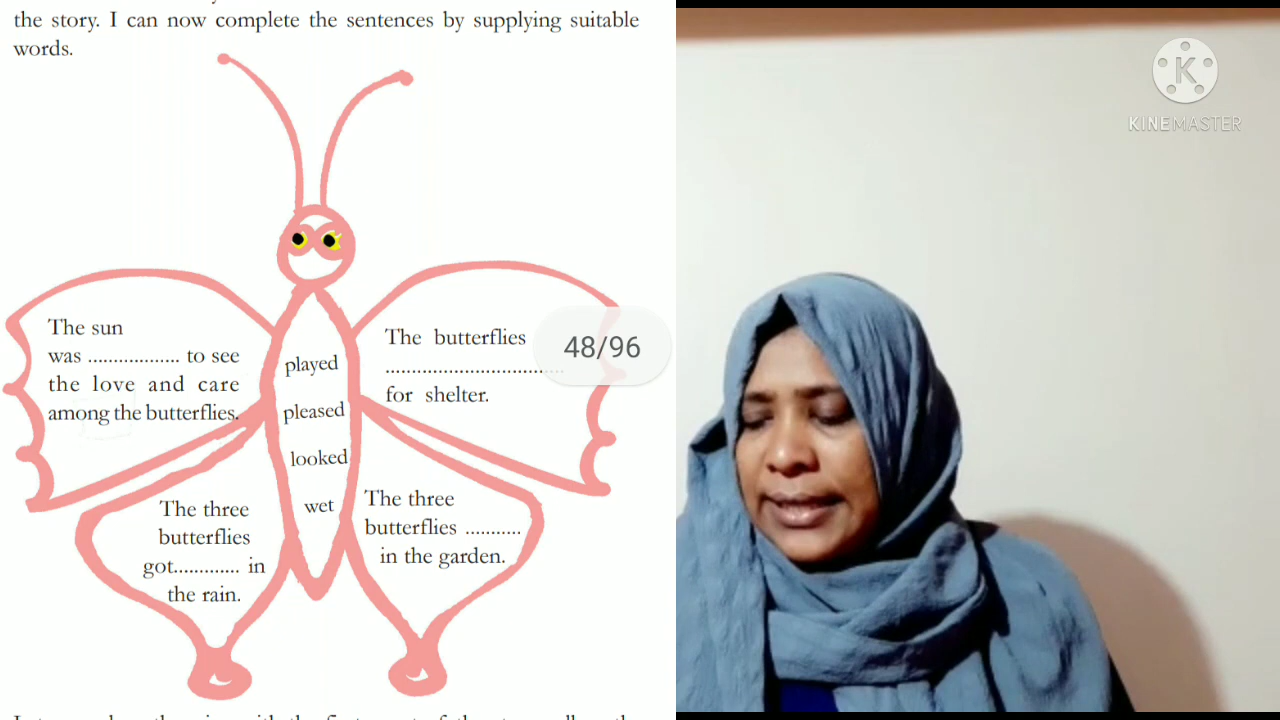 the story. I can now complete the sentences by supplying suitable
words.
The sun
was .................. to see
the love and care
among the butterflies.
The butterflies
..................................
for shelter.
48/96
played
pleased
looked
wet
The three
butterflies
got............. in
the rain.
The three
butterflies ...........
in the garden.
K
KINEMASTER